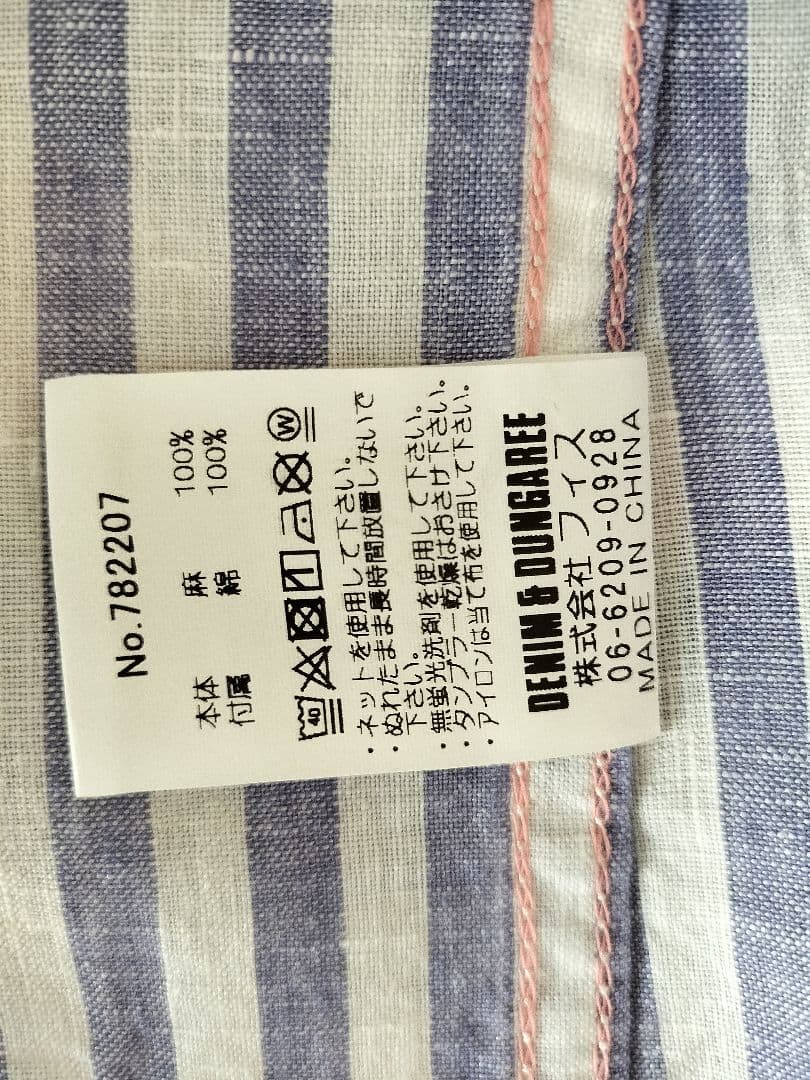 No.782207
本体 麻 100%
付属 綿 100%
40 W
・ネットを使用して下さい。
・ぬれたまま長時間放置しないで
下さい。
・無蛍光洗剤を使用して下さい。
・タンブラー乾燥はおさけ下さい。
・アイロンは当て布を使用して下さい。
DENIM & DUNGAREE
株式会社 フィス
06-6209-0928
MADE IN CHINA